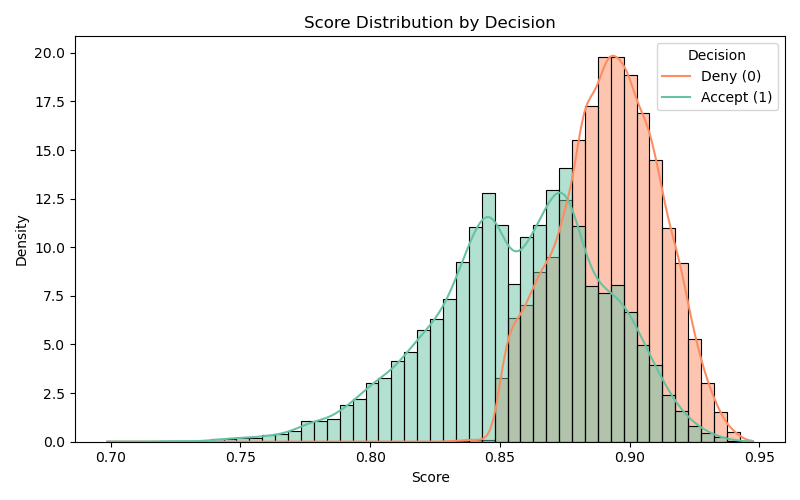 Score Distribution by Decision
Decision
Deny (0)
Accept (1)
Density
20.0
17.5
15.0
12.5
10.0
7.5
5.0
2.5
0.0
0.70 0.75 0.80 0.85 0.90 0.95
Score